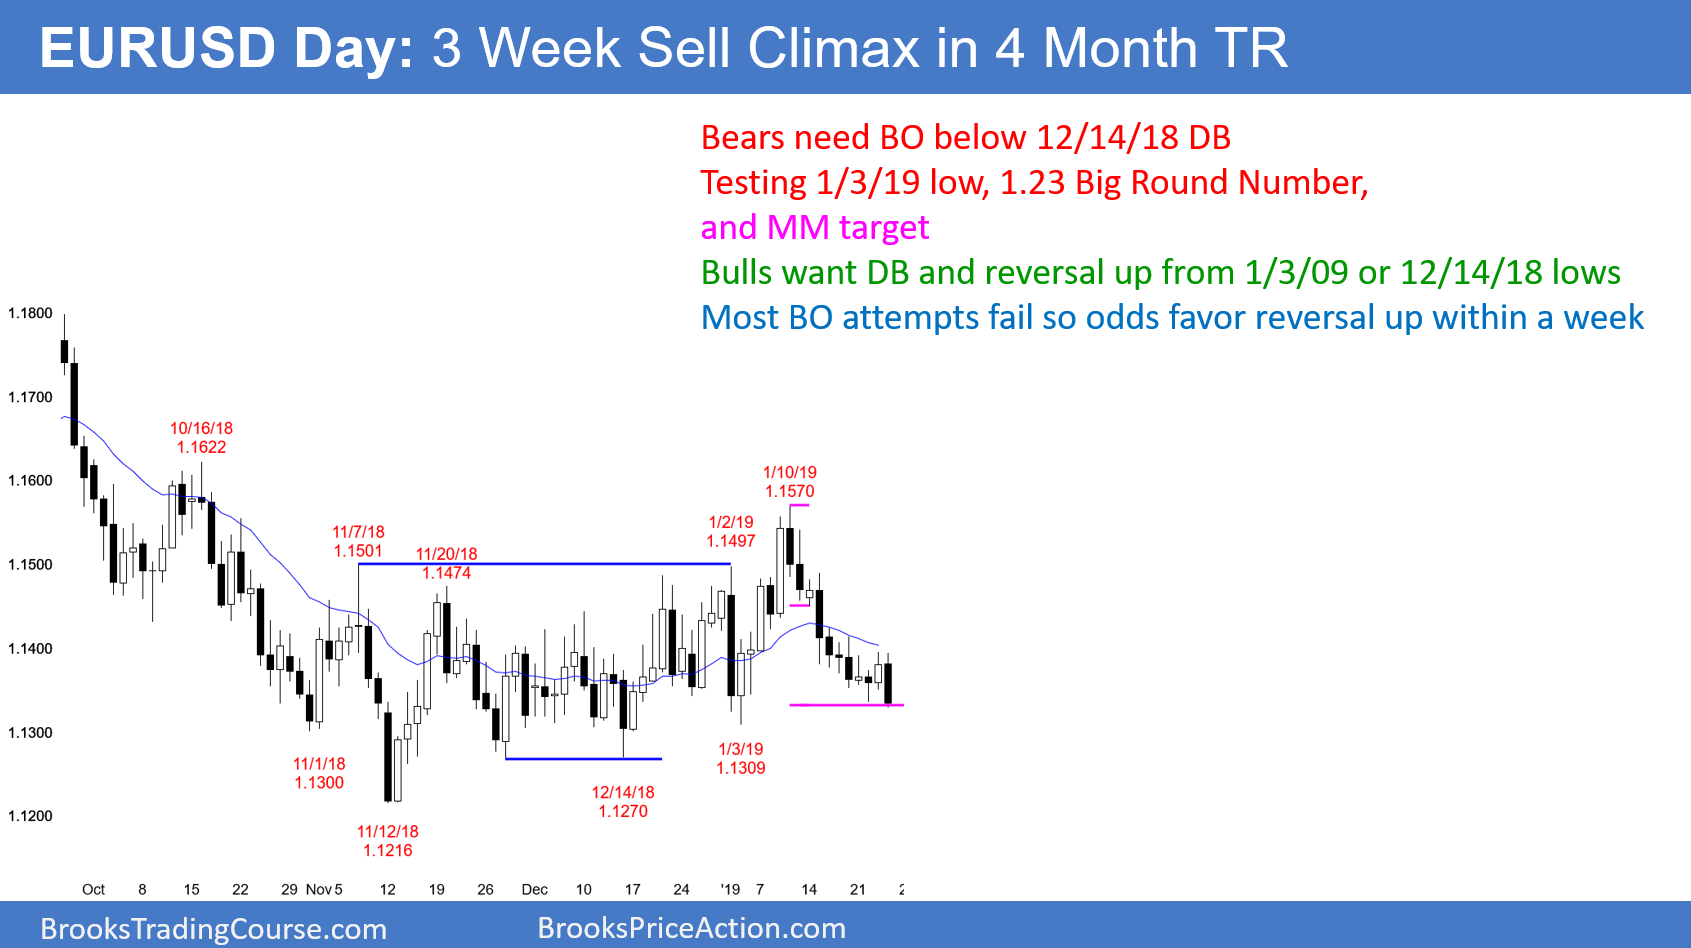 EURUSD Day: 3 Week Sell Climax in 4 Month TR
Bears need BO below 12/14/18 DB
Testing 1/3/19 low, 1.23 Big Round Number,
and MM target
Bulls want DB and reversal up from 1/3/09 or 12/14/18 lows
Most BO attempts fail so odds favor reversal up within a week
1.1800
1.1700
1.1600
1.1500
1.1400
1.1300
1.1200
10/16/18
1.1622
11/7/18
1.1501
11/20/18
1.1474
1/2/19
1.1497
1/10/19
1.1570
11/1/18
1.1300
11/12/18
1.1216
12/14/18
1.1270
1/3/19
1.1309
Oct 8 15 22 29 Nov 5 12 19 26 Dec 10 17 24 '19 7 14 21
BrooksTradingCourse.com
BrooksPriceAction.com